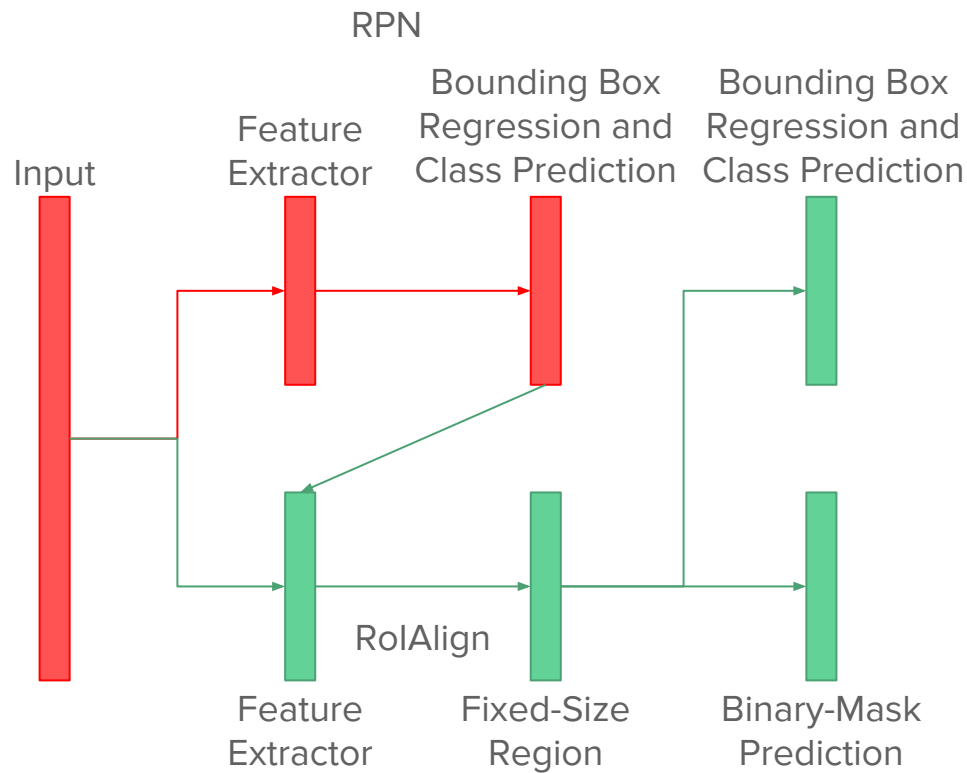 RPN
Input
Feature
Extractor
Bounding Box
Regression and
Class Prediction
Bounding Box
Regression and
Class Prediction
RoIAlign
Feature
Extractor
Fixed-Size
Region
Binary-Mask
Prediction